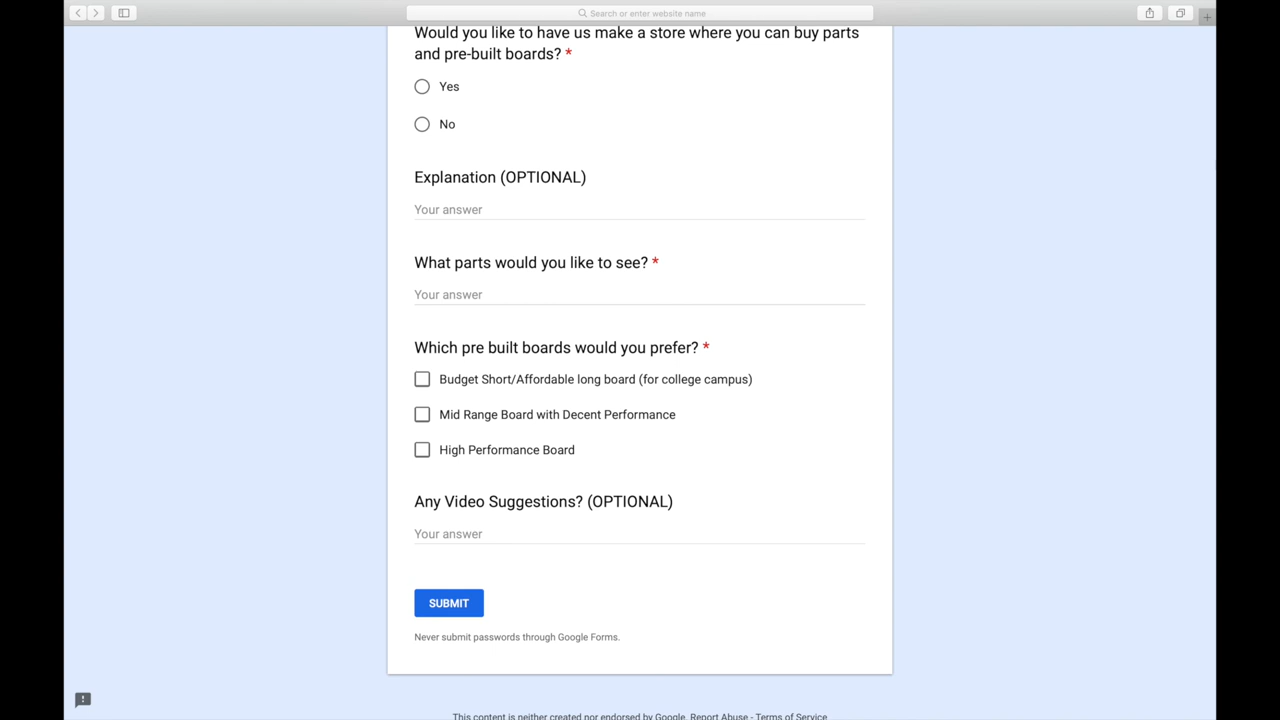 Search or enter website name
Would you like to have us make a store where you can buy parts
and pre-built boards? *
Yes
No
Explanation (OPTIONAL)
Your answer
What parts would you like to see? *
Your answer
Which pre built boards would you prefer? *
Budget Short/Affordable long board (for college campus)
Mid Range Board with Decent Performance
High Performance Board
Any Video Suggestions? (OPTIONAL)
Your answer
SUBMIT
Never submit passwords through Google Forms.
This content is neither created nor endorsed by Google. Report Abuse - Terms of Service